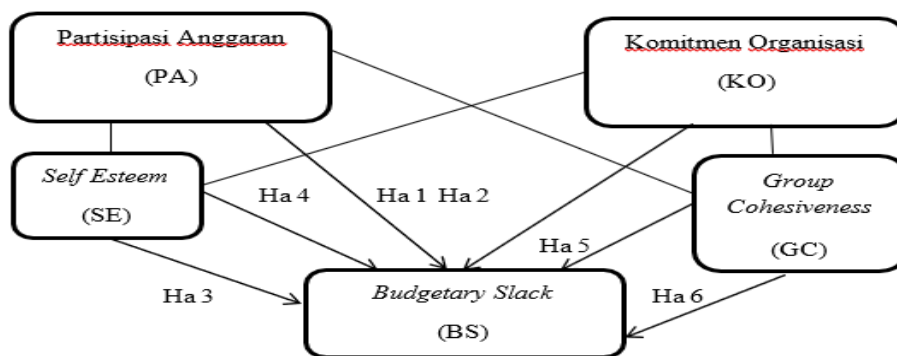 Partisipasi Anggaran
(PA)
Komitmen Organisasi
(KO)
Self Esteem
(SE)
Group
Cohesiveness
(GC)
Ha 4
Ha 1 Ha 2
Ha 5
Ha 3
Ha 6
Budgetary Slack
(BS)